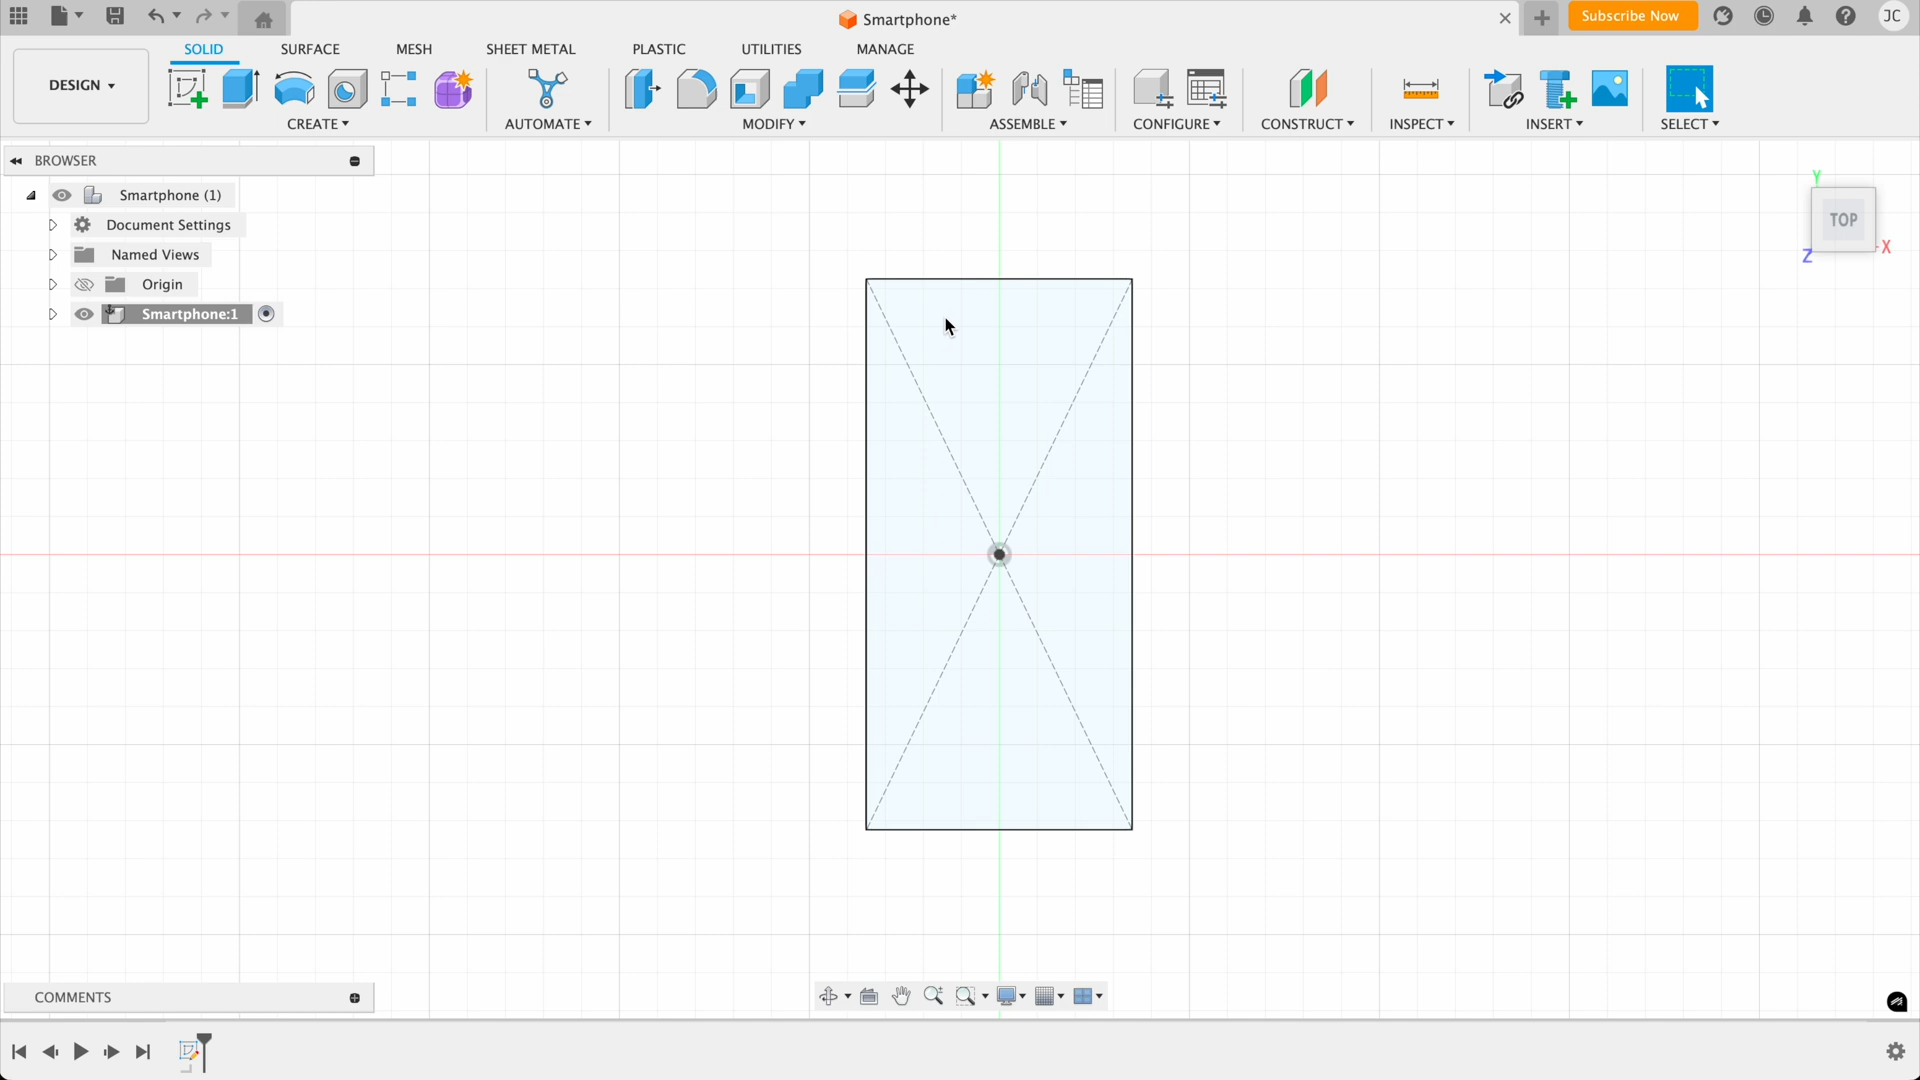 Smartphone*
Subscribe Now
JC
SOLID SURFACE MESH SHEET METAL PLASTIC UTILITIES MANAGE
DESIGN
CREATE AUTOMATE MODIFY ASSEMBLE CONFIGURE CONSTRUCT INSPECT INSERT SELECT
BROWSER
Smartphone (1)
Document Settings
Named Views
Origin
Smartphone:1
Y
TOP
X
Z
COMMENTS